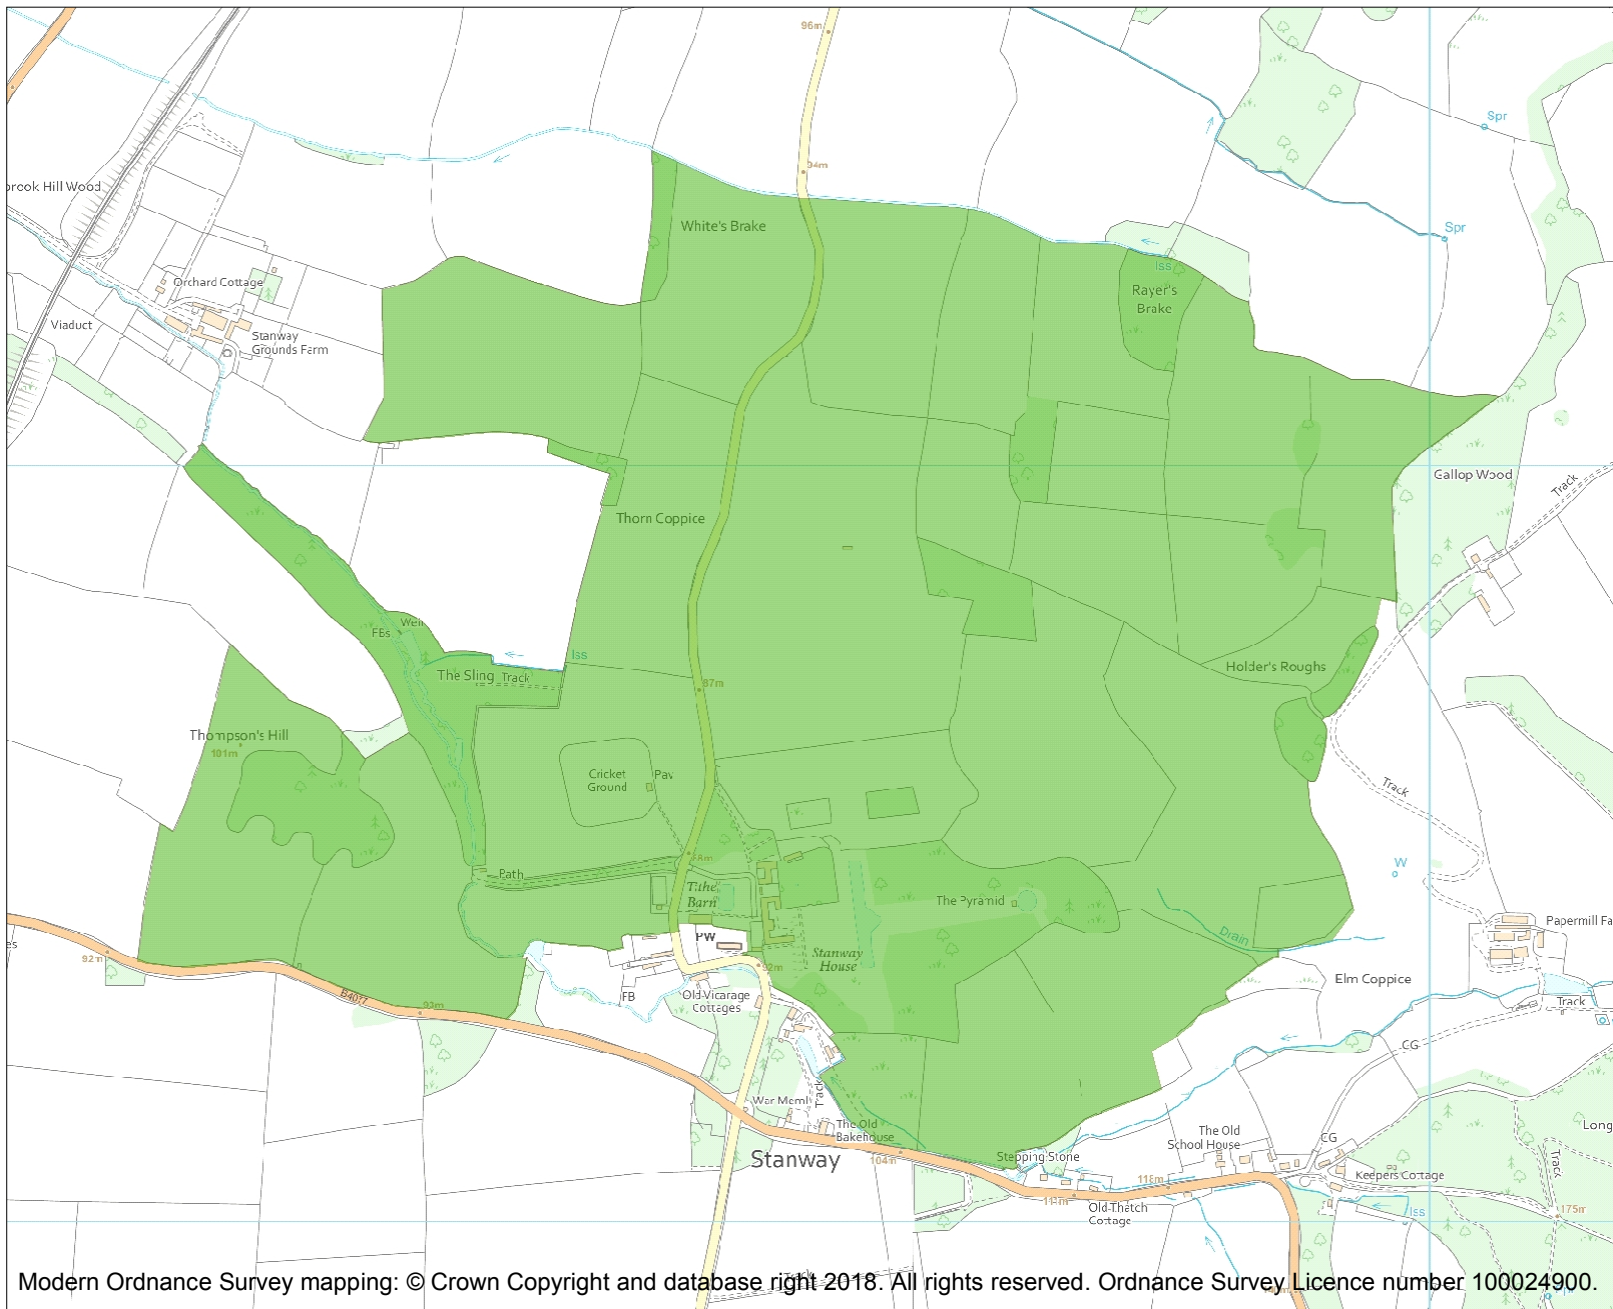 96m
94m
Spr
Spr
brook Hill Wood
White's Brake
Orchard Cottage
Iss
Rayer's
Brake
Viaduct
Stanway
Grounds Farm
Gallop Wood
Track
Thorn Coppice
Weir
FBs
Iss
The Sling
Track
Holder's Roughs
87m
Thompson's Hill
101m
Cricket
Ground
Pav
Track
W
Path
Tithe
Barn
The Pyramid
Papermill Fa
es
92m
PW
Drain
Stanway
House
92m
Elm Coppice
B4077
FB
Old Vicarage
Cottages
Track
CG
War Meml
Track
The Old
Bakehouse
The Old
School House
CG
Long
Stanway
104m
Stepping Stone
Keepers Cottage
Track
118m
Old Thatch
Cottage
Iss
175m
Track
Modern Ordnance Survey mapping: © Crown Copyright and database right 2018. All rights reserved. Ordnance Survey Licence number 100024900.